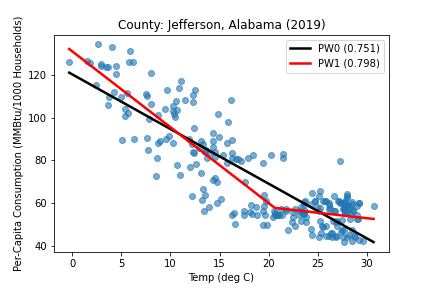 County: Jefferson, Alabama (2019)
PW0 (0.751)
PW1 (0.798)
Per-Capita Consumption (MMBtu/1000 Households)
120
100
80
60
40
0 5 10 15 20 25 30
Temp (deg C)